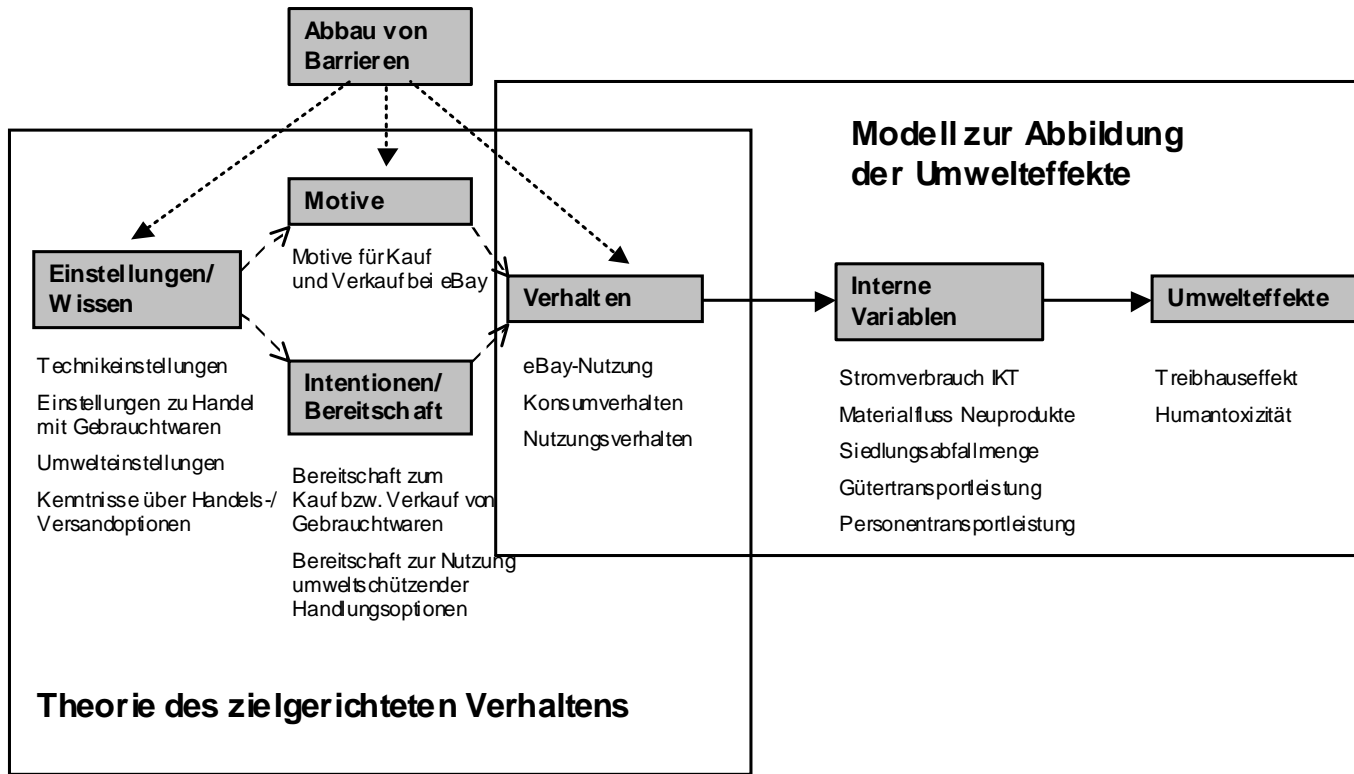 Abbau von
Barrieren
Modell zur Abbildung
der Umwelteffekte
Motive
Motive für Kauf
und Verkauf bei eBay
Einstellungen/
Wissen
Technikeinstellungen
Einstellungen zu Handel
mit Gebrauchtwaren
Umwelteinstellungen
Kenntnisse über Handels-/
Versandoptionen
Intentionen/
Bereitschaft
Bereitschaft zum
Kauf bzw. Verkauf von
Gebrauchtwaren
Bereitschaft zur Nutzung
umweltschützender
Handlungsoptionen
Verhalten
eBay-Nutzung
Konsumverhalten
Nutzungsverhalten
Interne
Variablen
Stromverbrauch IKT
Materialfluss Neuprodukte
Siedlungsabfallmenge
Gütertransportleistung
Personentransportleistung
Umwelteffekte
Treibhauseffekt
Humantoxizität
Theorie des zielgerichteten Verhaltens